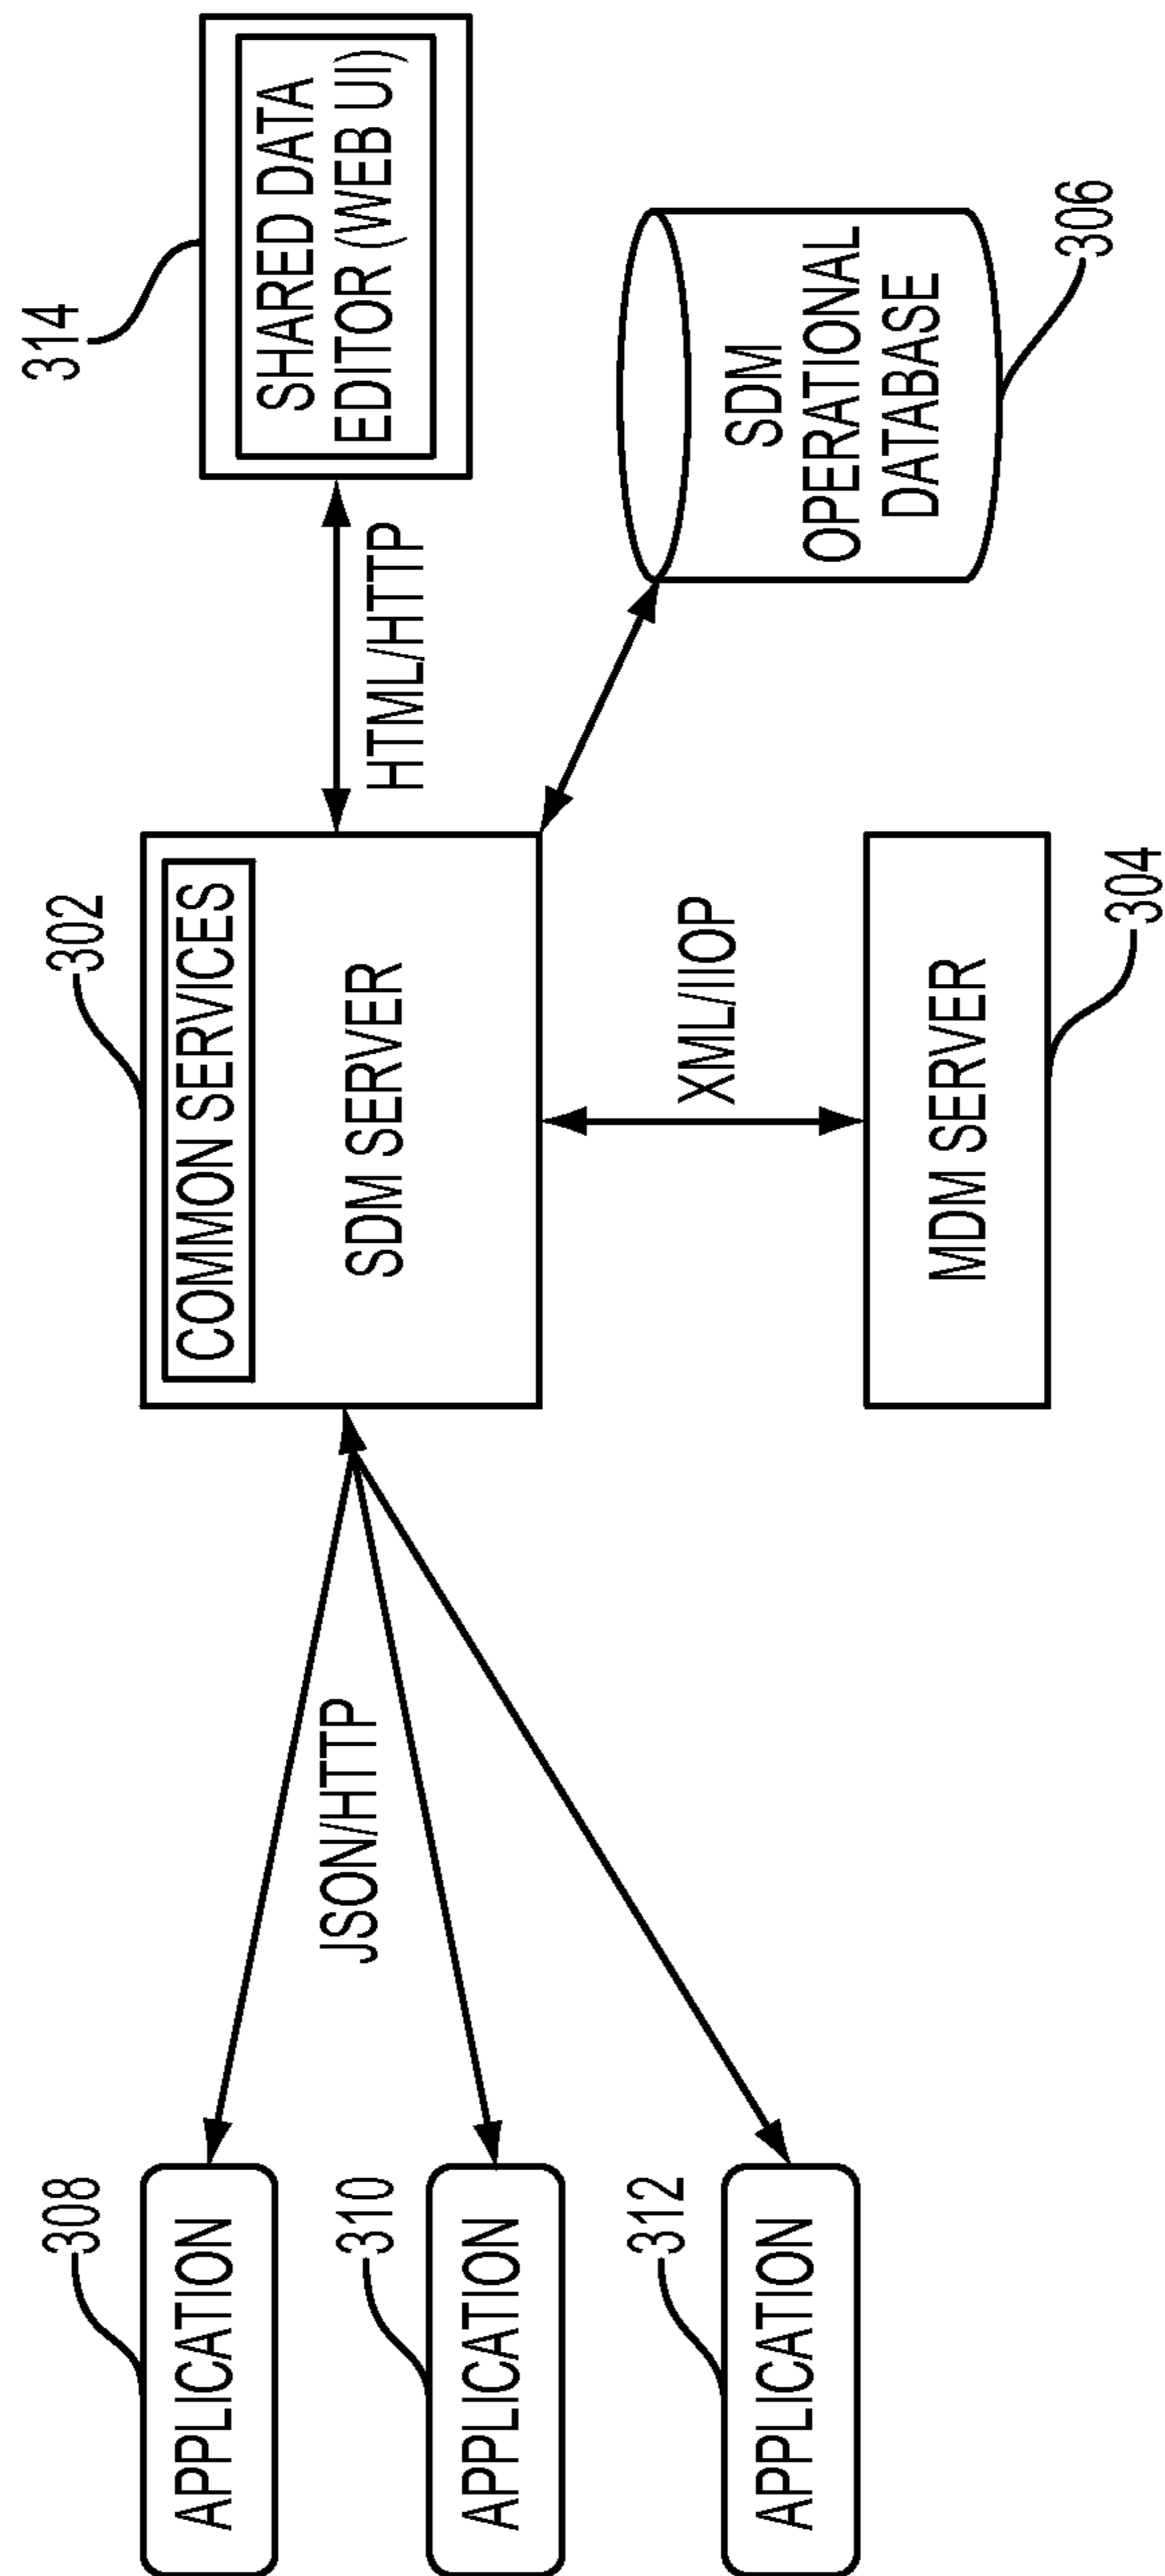 308
APPLICATION
310
APPLICATION
312
APPLICATION
JSON/HTTP
302
COMMON SERVICES
SDM SERVER
XML/IIOP
MDM SERVER
304
HTML/HTTP
314
SHARED DATA
EDITOR (WEB UI)
SDM
OPERATIONAL
DATABASE
306